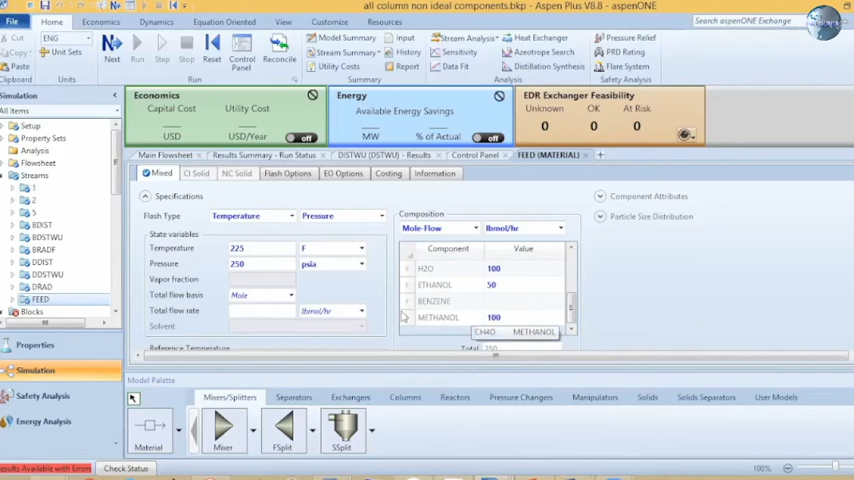 all column non ideal components.bkp - Aspen Plus V8.8 - aspenONE
File Home Economics Dynamics Equation Oriented View Customize Resources Search aspenONE Exchange
Cut ENG Model Summary Input Stream Analysis Heat Exchanger Pressure Relief
Copy Unit Sets Next Run Step Stop Reset Control Panel Reconcile Stream Summary History Sensitivity Azeotrope Search PRD Rating
Paste Utility Costs Report Data Fit Distillation Synthesis Flare System
Clipboard Units Run Summary Analysis Safety Analysis
Simulation Economics Energy EDR Exchanger Feasibility
All Items Capital Cost Utility Cost Available Energy Savings Unknown OK At Risk
Setup
Property Sets USD USD/Year off MW % of Actual off 0 0 0
Analysis
Flowsheet Main Flowsheet Results Summary - Run Status DISTWU (DSTWU) - Results Control Panel FEED (MATERIAL)
Streams Mixed CI Solid NC Solid Flash Options EO Options Costing Information
1
2 Specifications Component Attributes
5 Flash Type Temperature Pressure Composition Particle Size Distribution
BDIST State variables Mole-Flow lbmol/hr
BDSTWU Temperature 225 F Component Value
BRADF Pressure 250 psia H2O 100
DDIST Vapor fraction ETHANOL 50
DDSTWU Total flow basis Mole BENZENE
DRAD Total flow rate lbmol/hr METHANOL 100
FEED Solvent CH4O METHANOL
Blocks Reference Temperature Total 250
Properties
Simulation Model Palette
Safety Analysis Mixers/Splitters Separators Exchangers Columns Reactors Pressure Changers Manipulators Solids Solids Separators User Models
Energy Analysis
Material Mixer FSplit SSplit
Results Available with Errors Check Status 100%